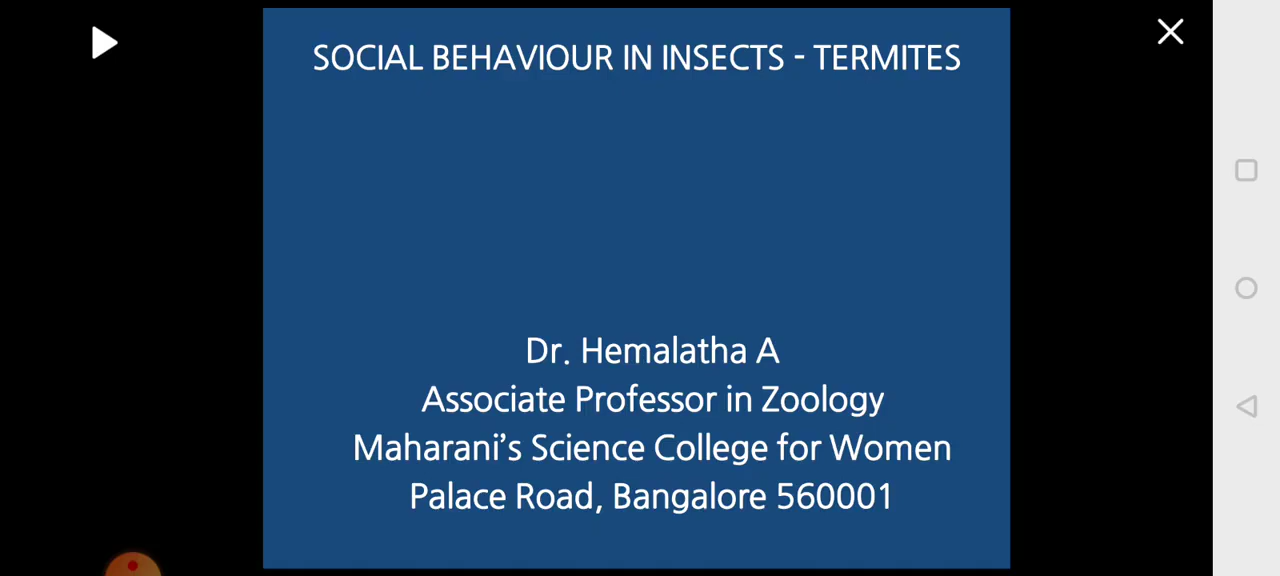 SOCIAL BEHAVIOUR IN INSECTS - TERMITES
Dr. Hemalatha A
Associate Professor in Zoology
Maharani's Science College for Women
Palace Road, Bangalore 560001